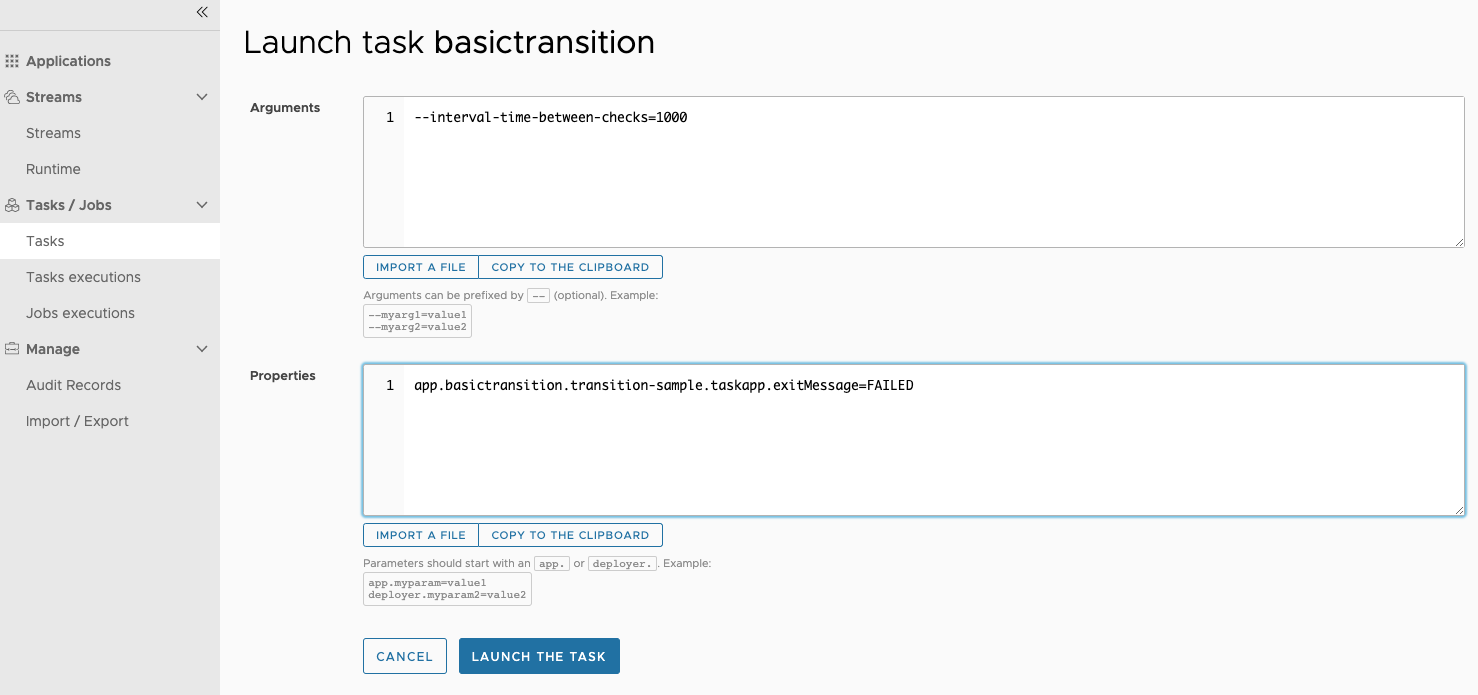 Applications
Streams
Streams
Runtime
Tasks / Jobs
Tasks
Tasks executions
Jobs executions
Manage
Audit Records
Import / Export
Launch task basictransition
Arguments
1 --interval-time-between-checks=1000
IMPORT A FILE COPY TO THE CLIPBOARD
Arguments can be prefixed by -- (optional). Example:
--myarg1=value1
--myarg2=value2
Properties
1 app.basictransition.transition-sample.taskapp.exitMessage=FAILED
IMPORT A FILE COPY TO THE CLIPBOARD
Parameters should start with an app. or deployer. . Example:
app.myparam=value1
deployer.myparam2=value2
CANCEL LAUNCH THE TASK